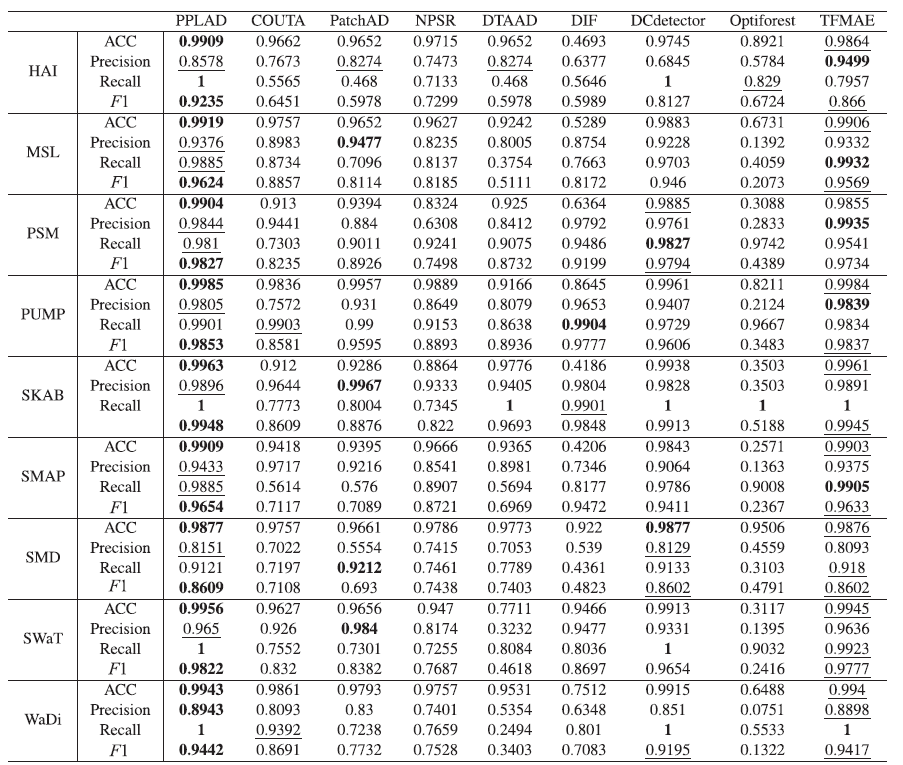 PPLAD COUTA PatchAD NPSR DTAAD DIF DCdetector Optiforest TFMAE
HAI
ACC 0.9909 0.9662 0.9652 0.9715 0.9652 0.4693 0.9745 0.8921 0.9864
Precision 0.8578 0.7673 0.8274 0.7473 0.8274 0.6377 0.6845 0.5784 0.9499
Recall 1 0.5565 0.468 0.7133 0.468 0.5646 1 0.829 0.7957
F1 0.9235 0.6451 0.5978 0.7299 0.5978 0.5989 0.8127 0.6724 0.866
MSL
ACC 0.9919 0.9757 0.9652 0.9627 0.9242 0.5289 0.9883 0.6731 0.9906
Precision 0.9376 0.8983 0.9477 0.8235 0.8005 0.8754 0.9228 0.1392 0.9332
Recall 0.9885 0.8734 0.7096 0.8137 0.3754 0.7663 0.9703 0.4059 0.9932
F1 0.9624 0.8857 0.8114 0.8185 0.5111 0.8172 0.946 0.2073 0.9569
PSM
ACC 0.9904 0.913 0.9394 0.8324 0.925 0.6364 0.9885 0.3088 0.9855
Precision 0.9844 0.9441 0.884 0.6308 0.8412 0.9792 0.9761 0.2833 0.9935
Recall 0.981 0.7303 0.9011 0.9241 0.9075 0.9486 0.9827 0.9742 0.9541
F1 0.9827 0.8235 0.8926 0.7498 0.8732 0.9199 0.9794 0.4389 0.9734
PUMP
ACC 0.9985 0.9836 0.9957 0.9889 0.9166 0.8645 0.9961 0.8211 0.9984
Precision 0.9805 0.7572 0.931 0.8649 0.8079 0.9653 0.9407 0.2124 0.9839
Recall 0.9901 0.9903 0.99 0.9153 0.8638 0.9904 0.9729 0.9667 0.9834
F1 0.9853 0.8581 0.9595 0.8893 0.8936 0.9777 0.9606 0.3483 0.9837
SKAB
ACC 0.9963 0.912 0.9286 0.8864 0.9776 0.4186 0.9938 0.3503 0.9961
Precision 0.9896 0.9644 0.9967 0.9333 0.9405 0.9804 0.9828 0.3503 0.9891
Recall 1 0.7773 0.8004 0.7345 1 0.9901 1 1 1
0.9948 0.8609 0.8876 0.822 0.9693 0.9848 0.9913 0.5188 0.9945
SMAP
ACC 0.9909 0.9418 0.9395 0.9666 0.9365 0.4206 0.9843 0.2571 0.9903
Precision 0.9433 0.9717 0.9216 0.8541 0.8981 0.7346 0.9064 0.1363 0.9375
Recall 0.9885 0.5614 0.576 0.8907 0.5694 0.8177 0.9786 0.9008 0.9905
F1 0.9654 0.7117 0.7089 0.8721 0.6969 0.9472 0.9411 0.2367 0.9633
SMD
ACC 0.9877 0.9757 0.9661 0.9786 0.9773 0.922 0.9877 0.9506 0.9876
Precision 0.8151 0.7022 0.5554 0.7415 0.7053 0.539 0.8129 0.4559 0.8093
Recall 0.9121 0.7197 0.9212 0.7461 0.7789 0.4361 0.9133 0.3103 0.918
F1 0.8609 0.7108 0.693 0.7438 0.7403 0.4823 0.8602 0.4791 0.8602
SWaT
ACC 0.9956 0.9627 0.9656 0.947 0.7711 0.9466 0.9913 0.3117 0.9945
Precision 0.965 0.926 0.984 0.8174 0.3232 0.9477 0.9331 0.1395 0.9636
Recall 1 0.7552 0.7301 0.7255 0.8084 0.8036 1 0.9032 0.9923
F1 0.9822 0.832 0.8382 0.7687 0.4618 0.8697 0.9654 0.2416 0.9777
WaDi
ACC 0.9943 0.9861 0.9793 0.9757 0.9531 0.7512 0.9915 0.6488 0.994
Precision 0.8943 0.8093 0.83 0.7401 0.5354 0.6348 0.851 0.0751 0.8898
Recall 1 0.9392 0.7238 0.7659 0.2494 0.801 1 0.5533 1
F1 0.9442 0.8691 0.7732 0.7528 0.3403 0.7083 0.9195 0.1322 0.9417